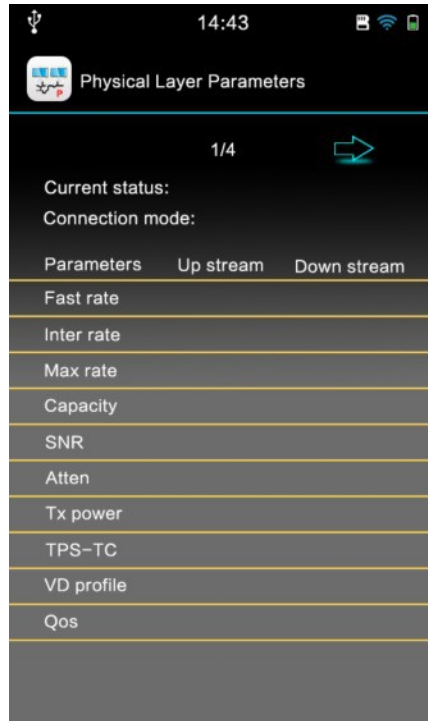 14:43
P
Physical Layer Parameters
1/4
Current status:
Connection mode:
Parameters Up stream Down stream
Fast rate
Inter rate
Max rate
Capacity
SNR
Atten
Tx power
TPS-TC
VD profile
Qos